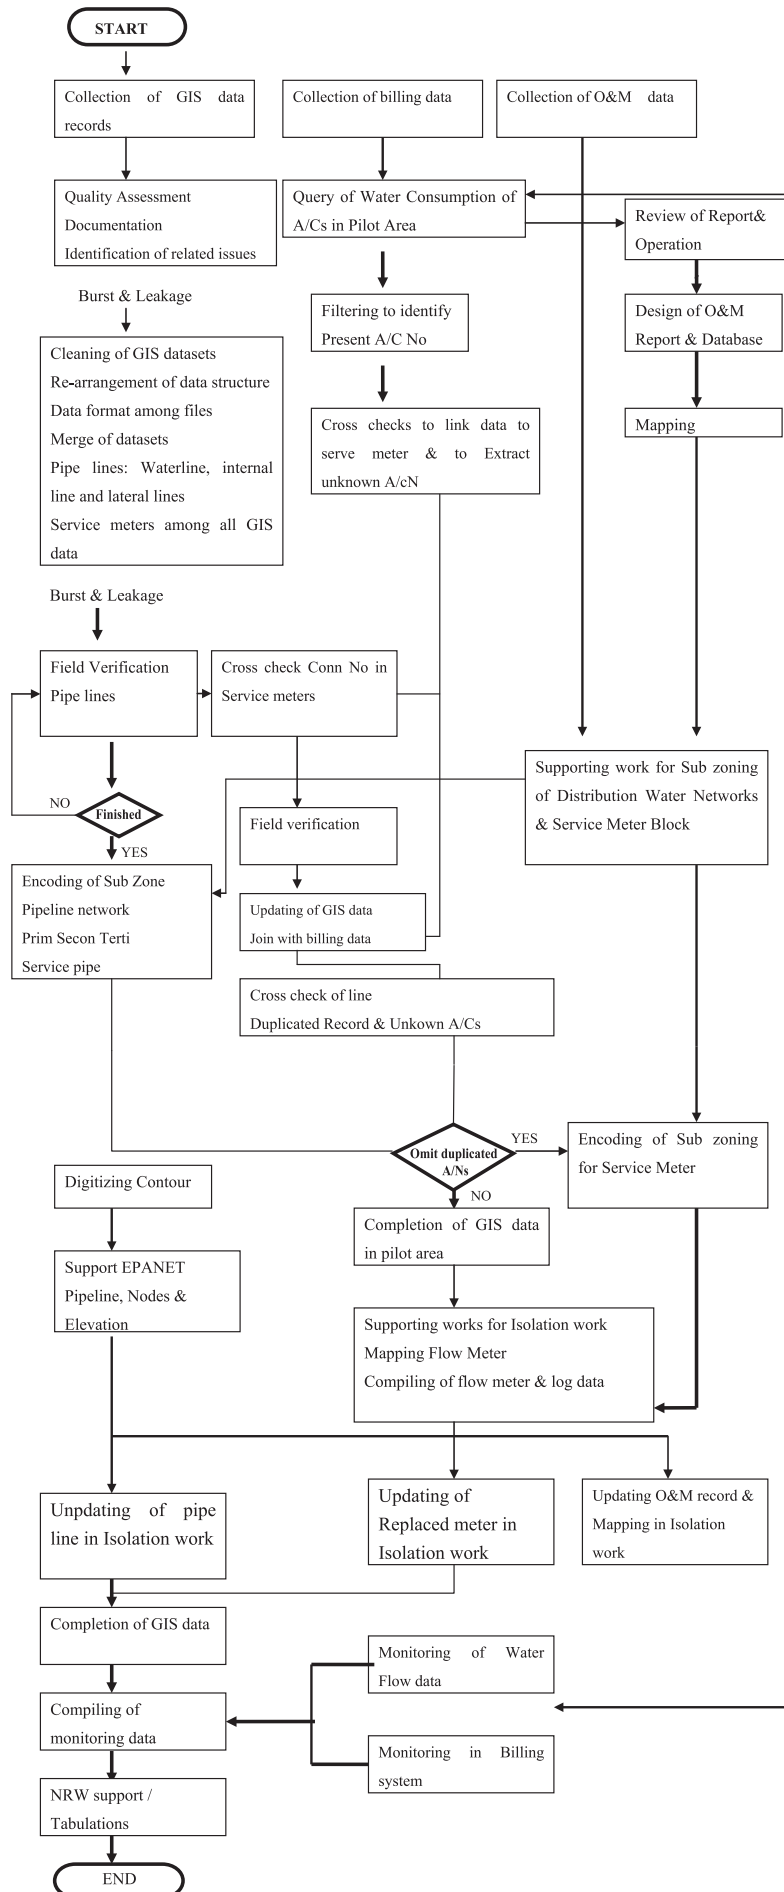 START
Collection of GIS data
records
Collection of billing data
Collection of O&M data
Quality Assessment
Documentation
Identification of related issues
Query of Water Consumption of
A/Cs in Pilot Area
Review of Report&
Operation
Burst & Leakage
Filtering to identify
Present A/C No
Design of O&M
Report & Database
Cleaning of GIS datasets
Re-arrangement of data structure
Data format among files
Merge of datasets
Pipe lines: Waterline, internal
line and lateral lines
Service meters among all GIS
data
Cross checks to link data to
serve meter & to Extract
unknown A/cN
Mapping
Burst & Leakage
Field Verification
Pipe lines
Cross check Conn No in
Service meters
Supporting work for Sub zoning
of Distribution Water Networks
& Service Meter Block
NO
Finished
YES
Field verification
Encoding of Sub Zone
Pipeline network
Prim Secon Terti
Service pipe
Updating of GIS data
Join with billing data
Cross check of line
Duplicated Record & Unkown A/Cs
Omit duplicated
A/Ns
YES
NO
Encoding of Sub zoning
for Service Meter
Digitizing Contour
Completion of GIS data
in pilot area
Support EPANET
Pipeline, Nodes &
Elevation
Supporting works for Isolation work
Mapping Flow Meter
Compiling of flow meter & log data
Unpdating of pipe
line in Isolation work
Updating of
Replaced meter in
Isolation work
Updating O&M record &
Mapping in Isolation
work
Completion of GIS data
Monitoring of Water
Flow data
Compiling of
monitoring data
Monitoring in Billing
system
NRW support /
Tabulations
END